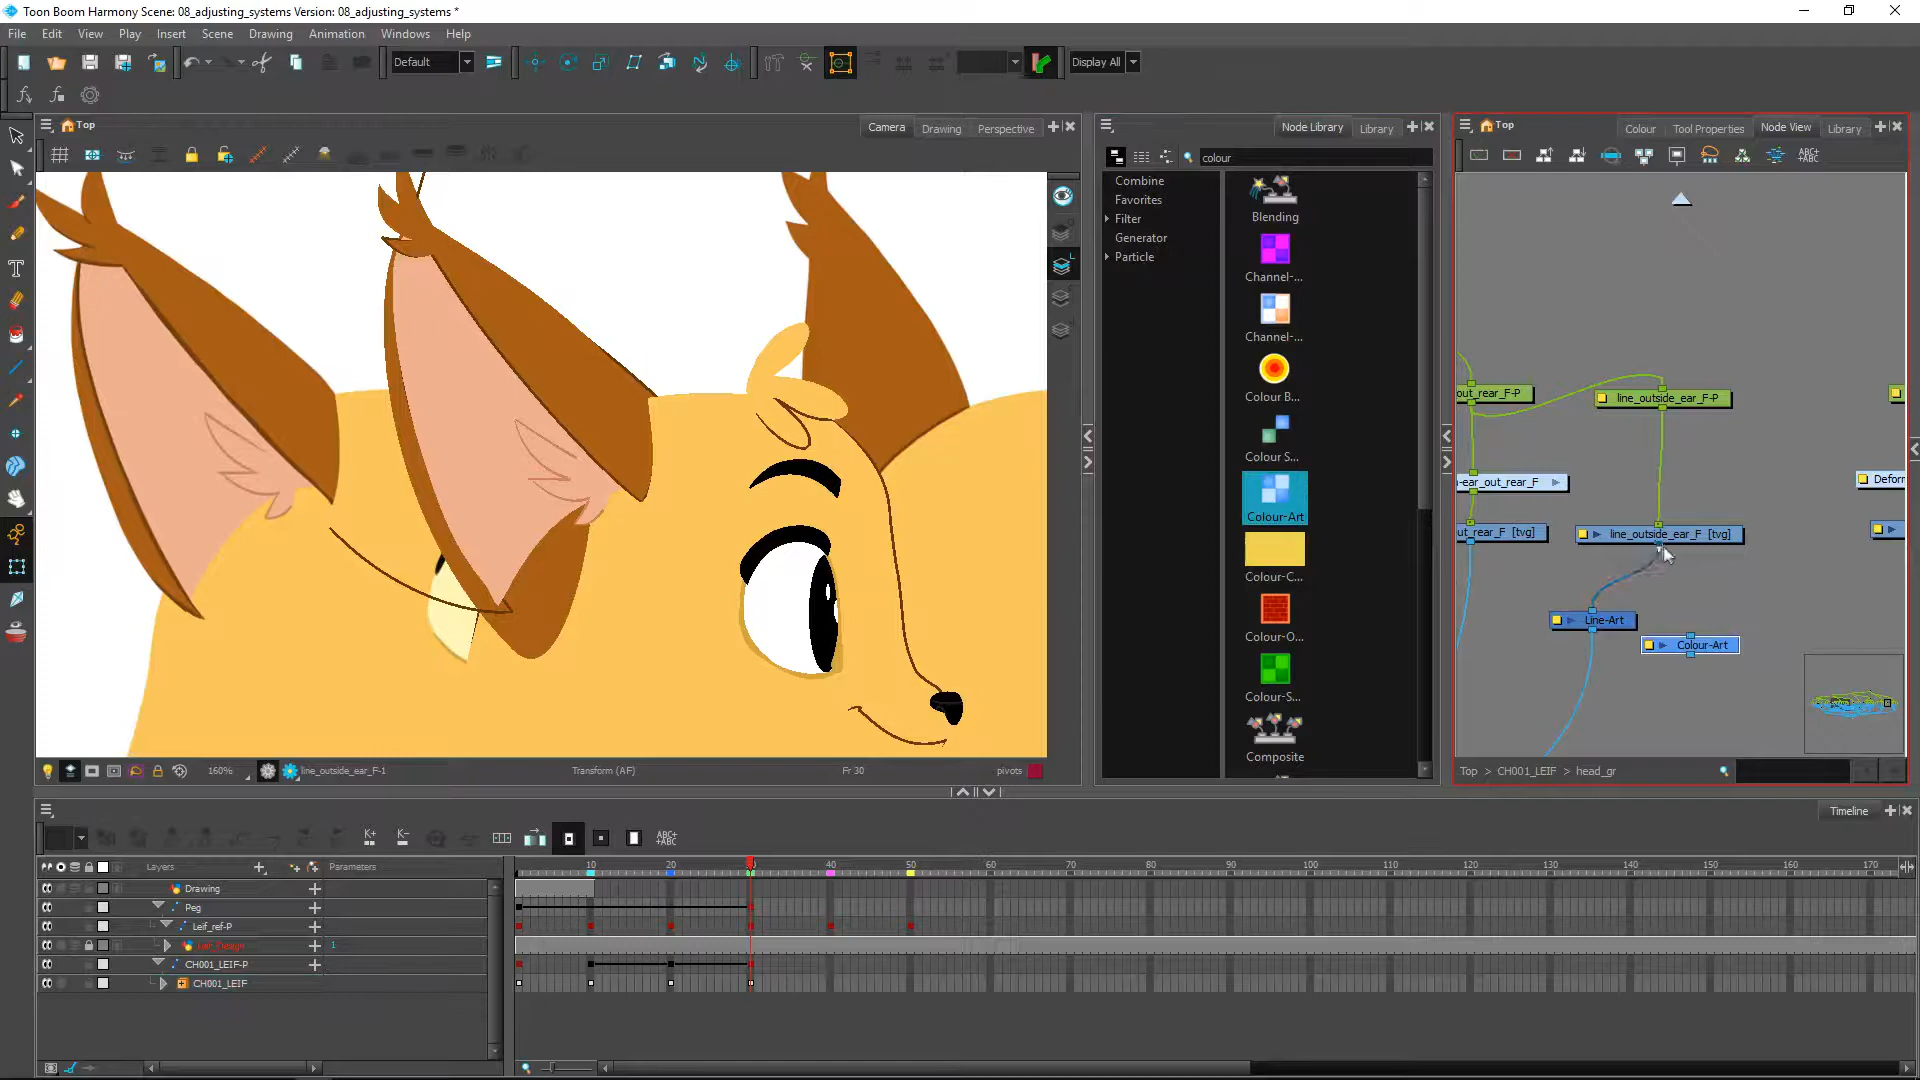 Toon Boom Harmony Scene: 08_adjusting_systems Version: 08_adjusting_systems *
File Edit View Play Insert Scene Drawing Animation Windows Help
Default
Display All
Top
Camera Drawing Perspective
Node Library Library
Top
Colour Tool Properties Node View Library
colour
Combine
Favorites
Filter
Generator
Particle
Blending
Channel-...
Channel-...
Colour B...
Colour S...
Colour-Art
Colour-C...
Colour-O...
Colour-S...
Composite
out_rear_F-P
line_outside_ear_F-P
-ear_out_rear_F
Deforn
ut_rear_F [tvg]
line_outside_ear_F [tvg]
Line-Art
Colour-Art
160%
line_outside_ear_F-1
Transform (AF)
Fr 30
pivots
Top > CH001_LEIF > head_gr
Timeline
K+
K-
ABC+
ABC
Layers
Parameters
10 20 40 50 60 70 80 90 100 110 120 130 140 150 160 170
Drawing
Peg
Leif_ref-P
1
CH001_LEIF-P
CH001_LEIF